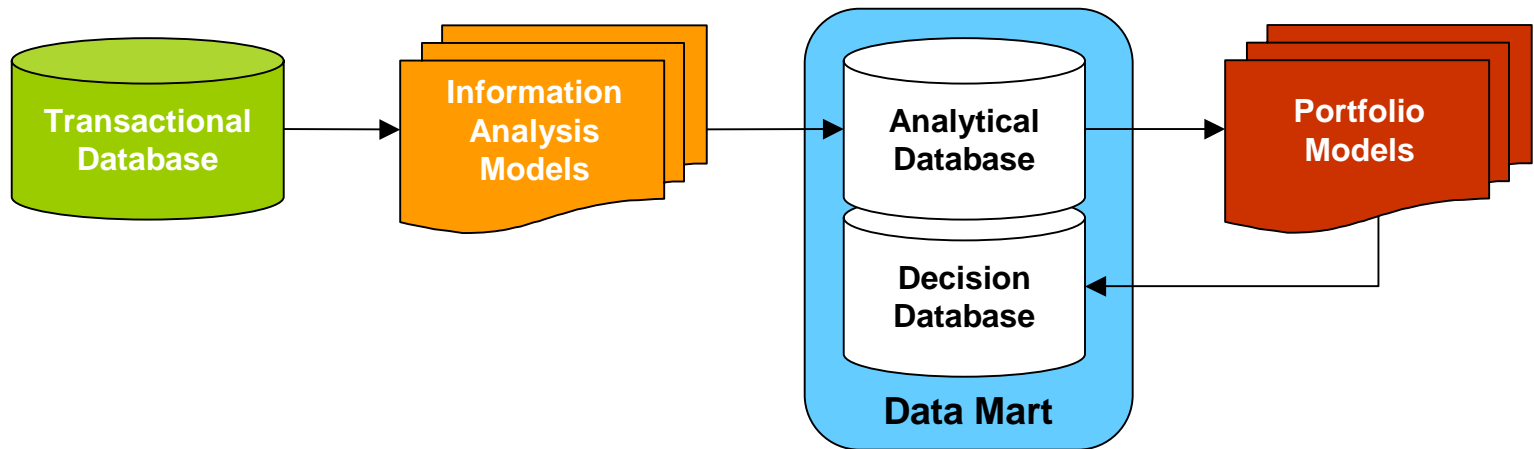 Transactional
Database
Information
Analysis
Models
Analytical
Database
Portfolio
Models
Decision
Database
Data Mart